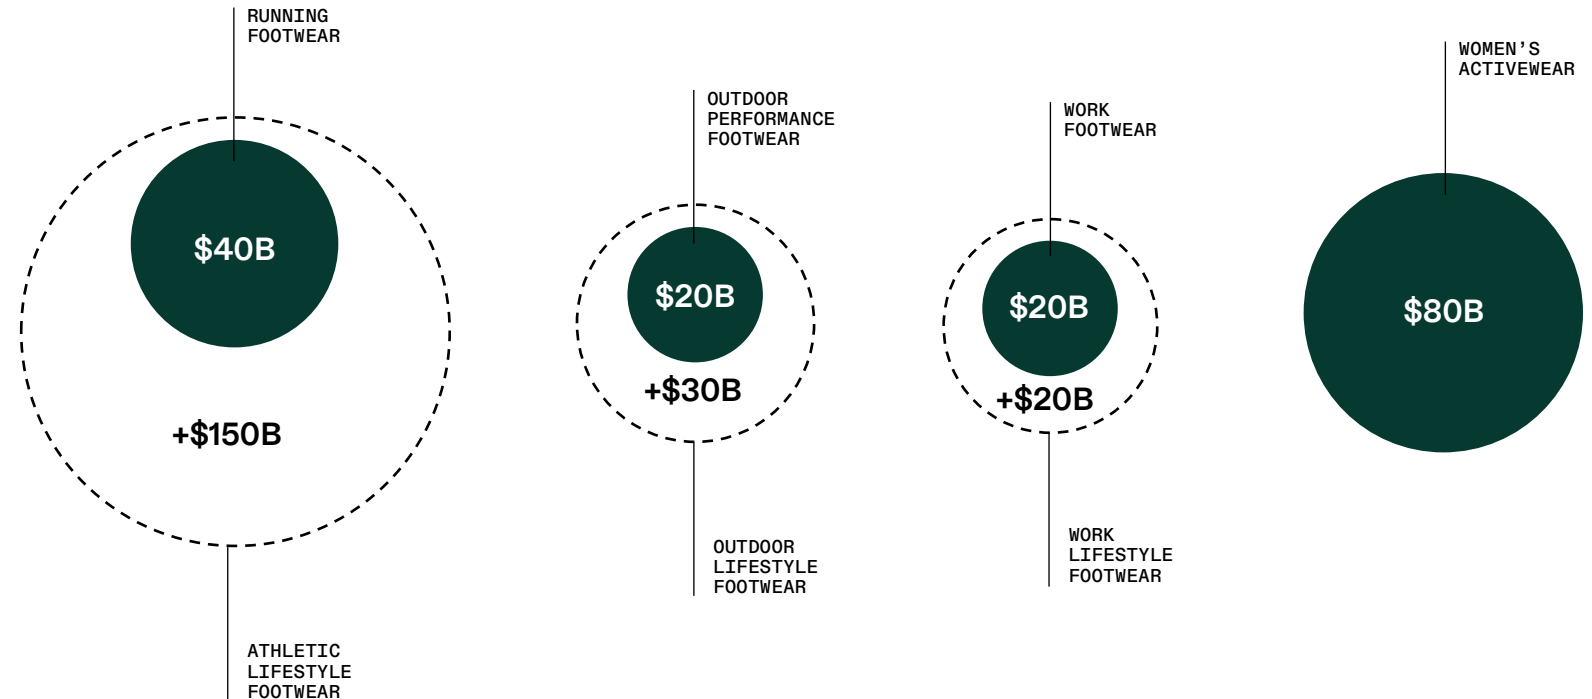 RUNNING
FOOTWEAR
$40B
+$150B
ATHLETIC
LIFESTYLE
FOOTWEAR
OUTDOOR
PERFORMANCE
FOOTWEAR
$20B
+$30B
OUTDOOR
LIFESTYLE
FOOTWEAR
WORK
FOOTWEAR
$20B
+$20B
WORK
LIFESTYLE
FOOTWEAR
WOMEN’S
ACTIVEWEAR
$80B